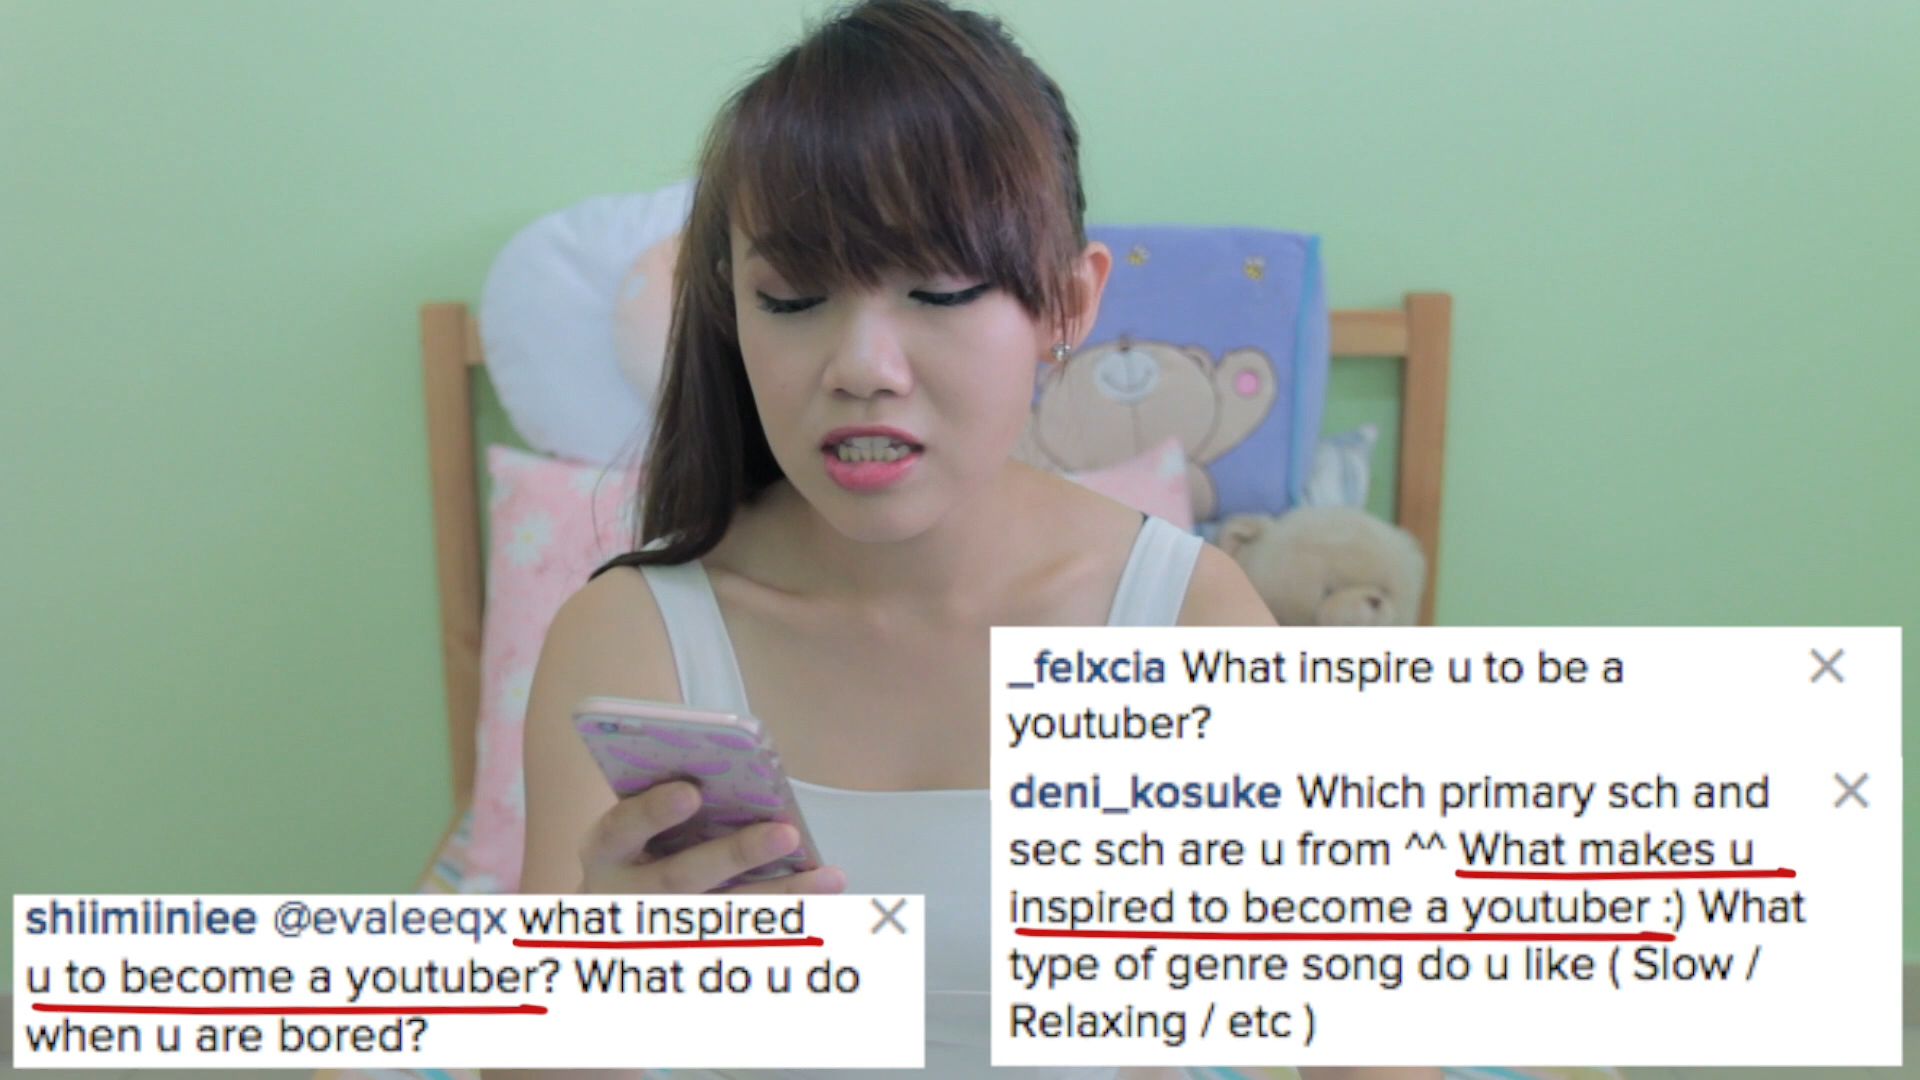 _felxcia What inspire u to be a
youtuber?
deni_kosuke Which primary sch and
sec sch are u from ^^ What makes u
inspired to become a youtuber :) What
type of genre song do u like ( Slow /
Relaxing / etc )
shiimiiniee @evaleeqx what inspired
u to become a youtuber? What do u do
when u are bored?